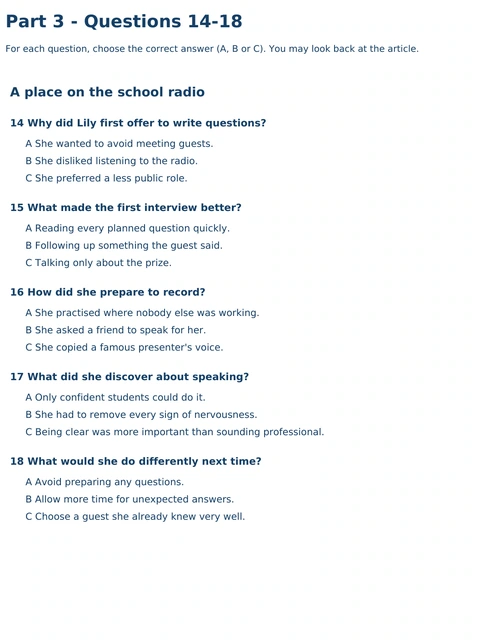 Part 3 - Questions 14-18
For each question, choose the correct answer (A, B or C). You may look back at the article.
A place on the school radio
14 Why did Lily first offer to write questions?
A She wanted to avoid meeting guests.
B She disliked listening to the radio.
C She preferred a less public role.
15 What made the first interview better?
A Reading every planned question quickly.
B Following up something the guest said.
C Talking only about the prize.
16 How did she prepare to record?
A She practised where nobody else was working.
B She asked a friend to speak for her.
C She copied a famous presenter's voice.
17 What did she discover about speaking?
A Only confident students could do it.
B She had to remove every sign of nervousness.
C Being clear was more important than sounding professional.
18 What would she do differently next time?
A Avoid preparing any questions.
B Allow more time for unexpected answers.
C Choose a guest she already knew very well.